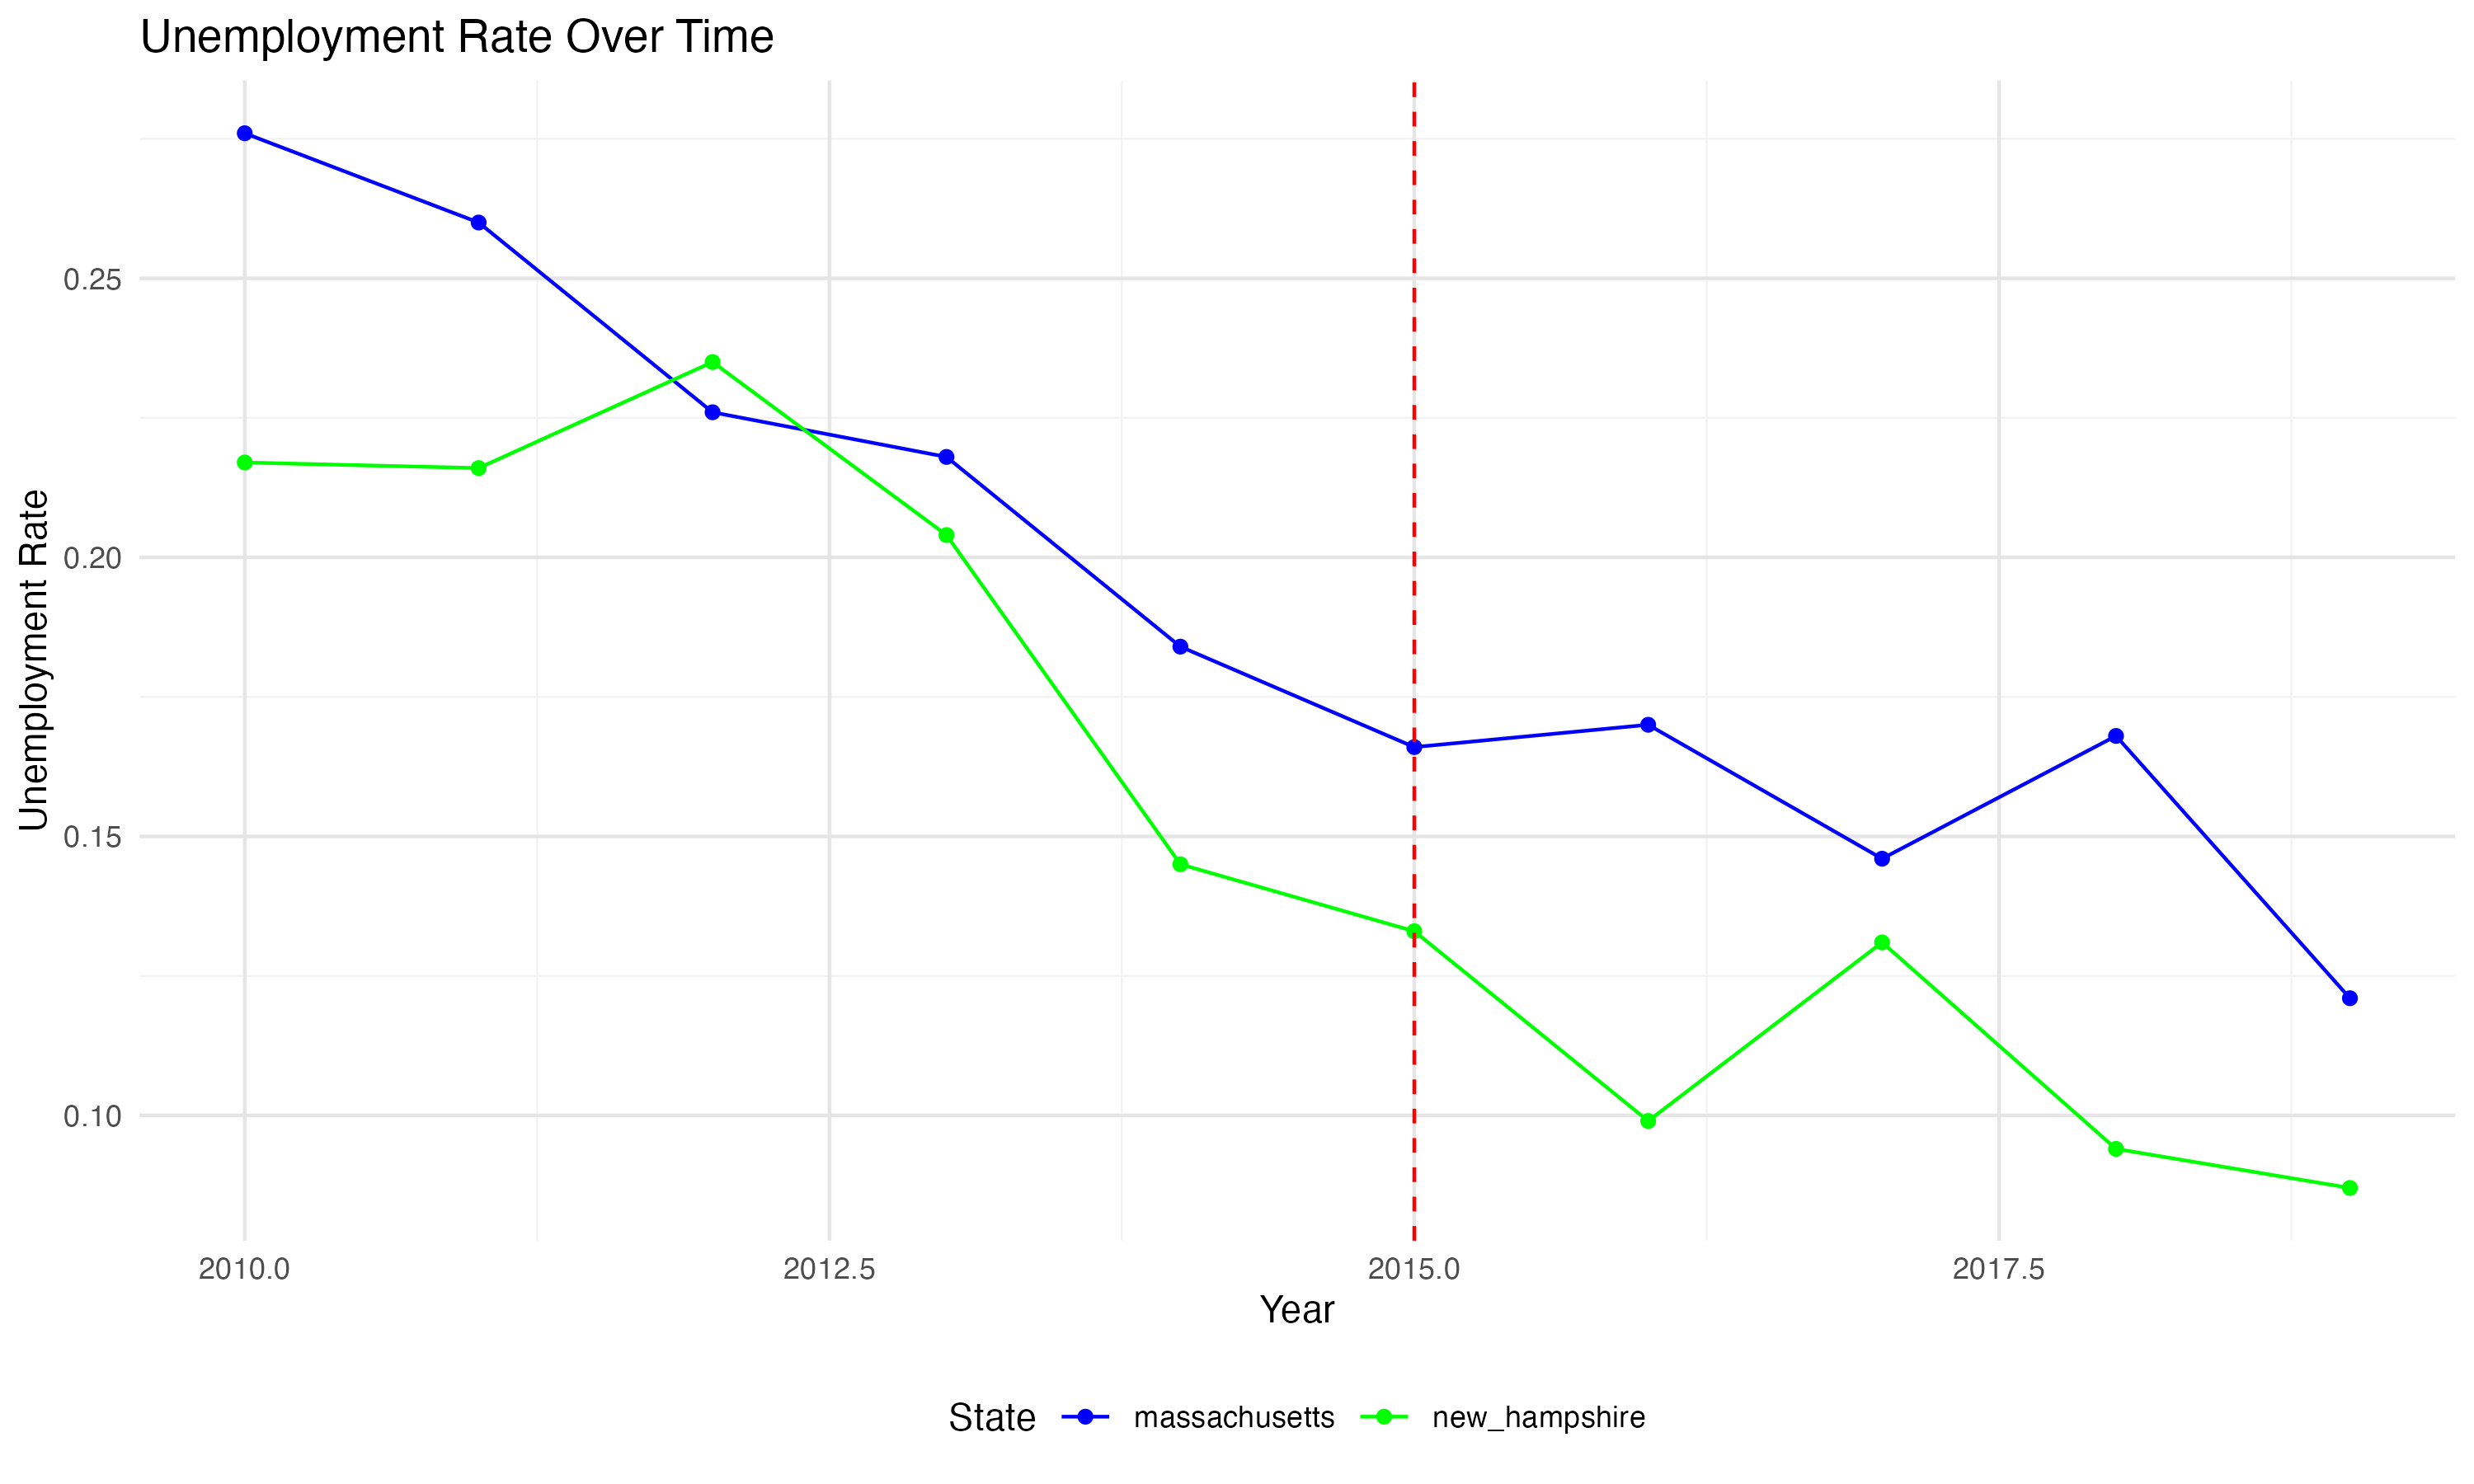 Unemployment Rate Over Time
Unemployment Rate
0.25
0.20
0.15
0.10
2010.0 2012.5 2015.0 2017.5
Year
State massachusetts new_hampshire